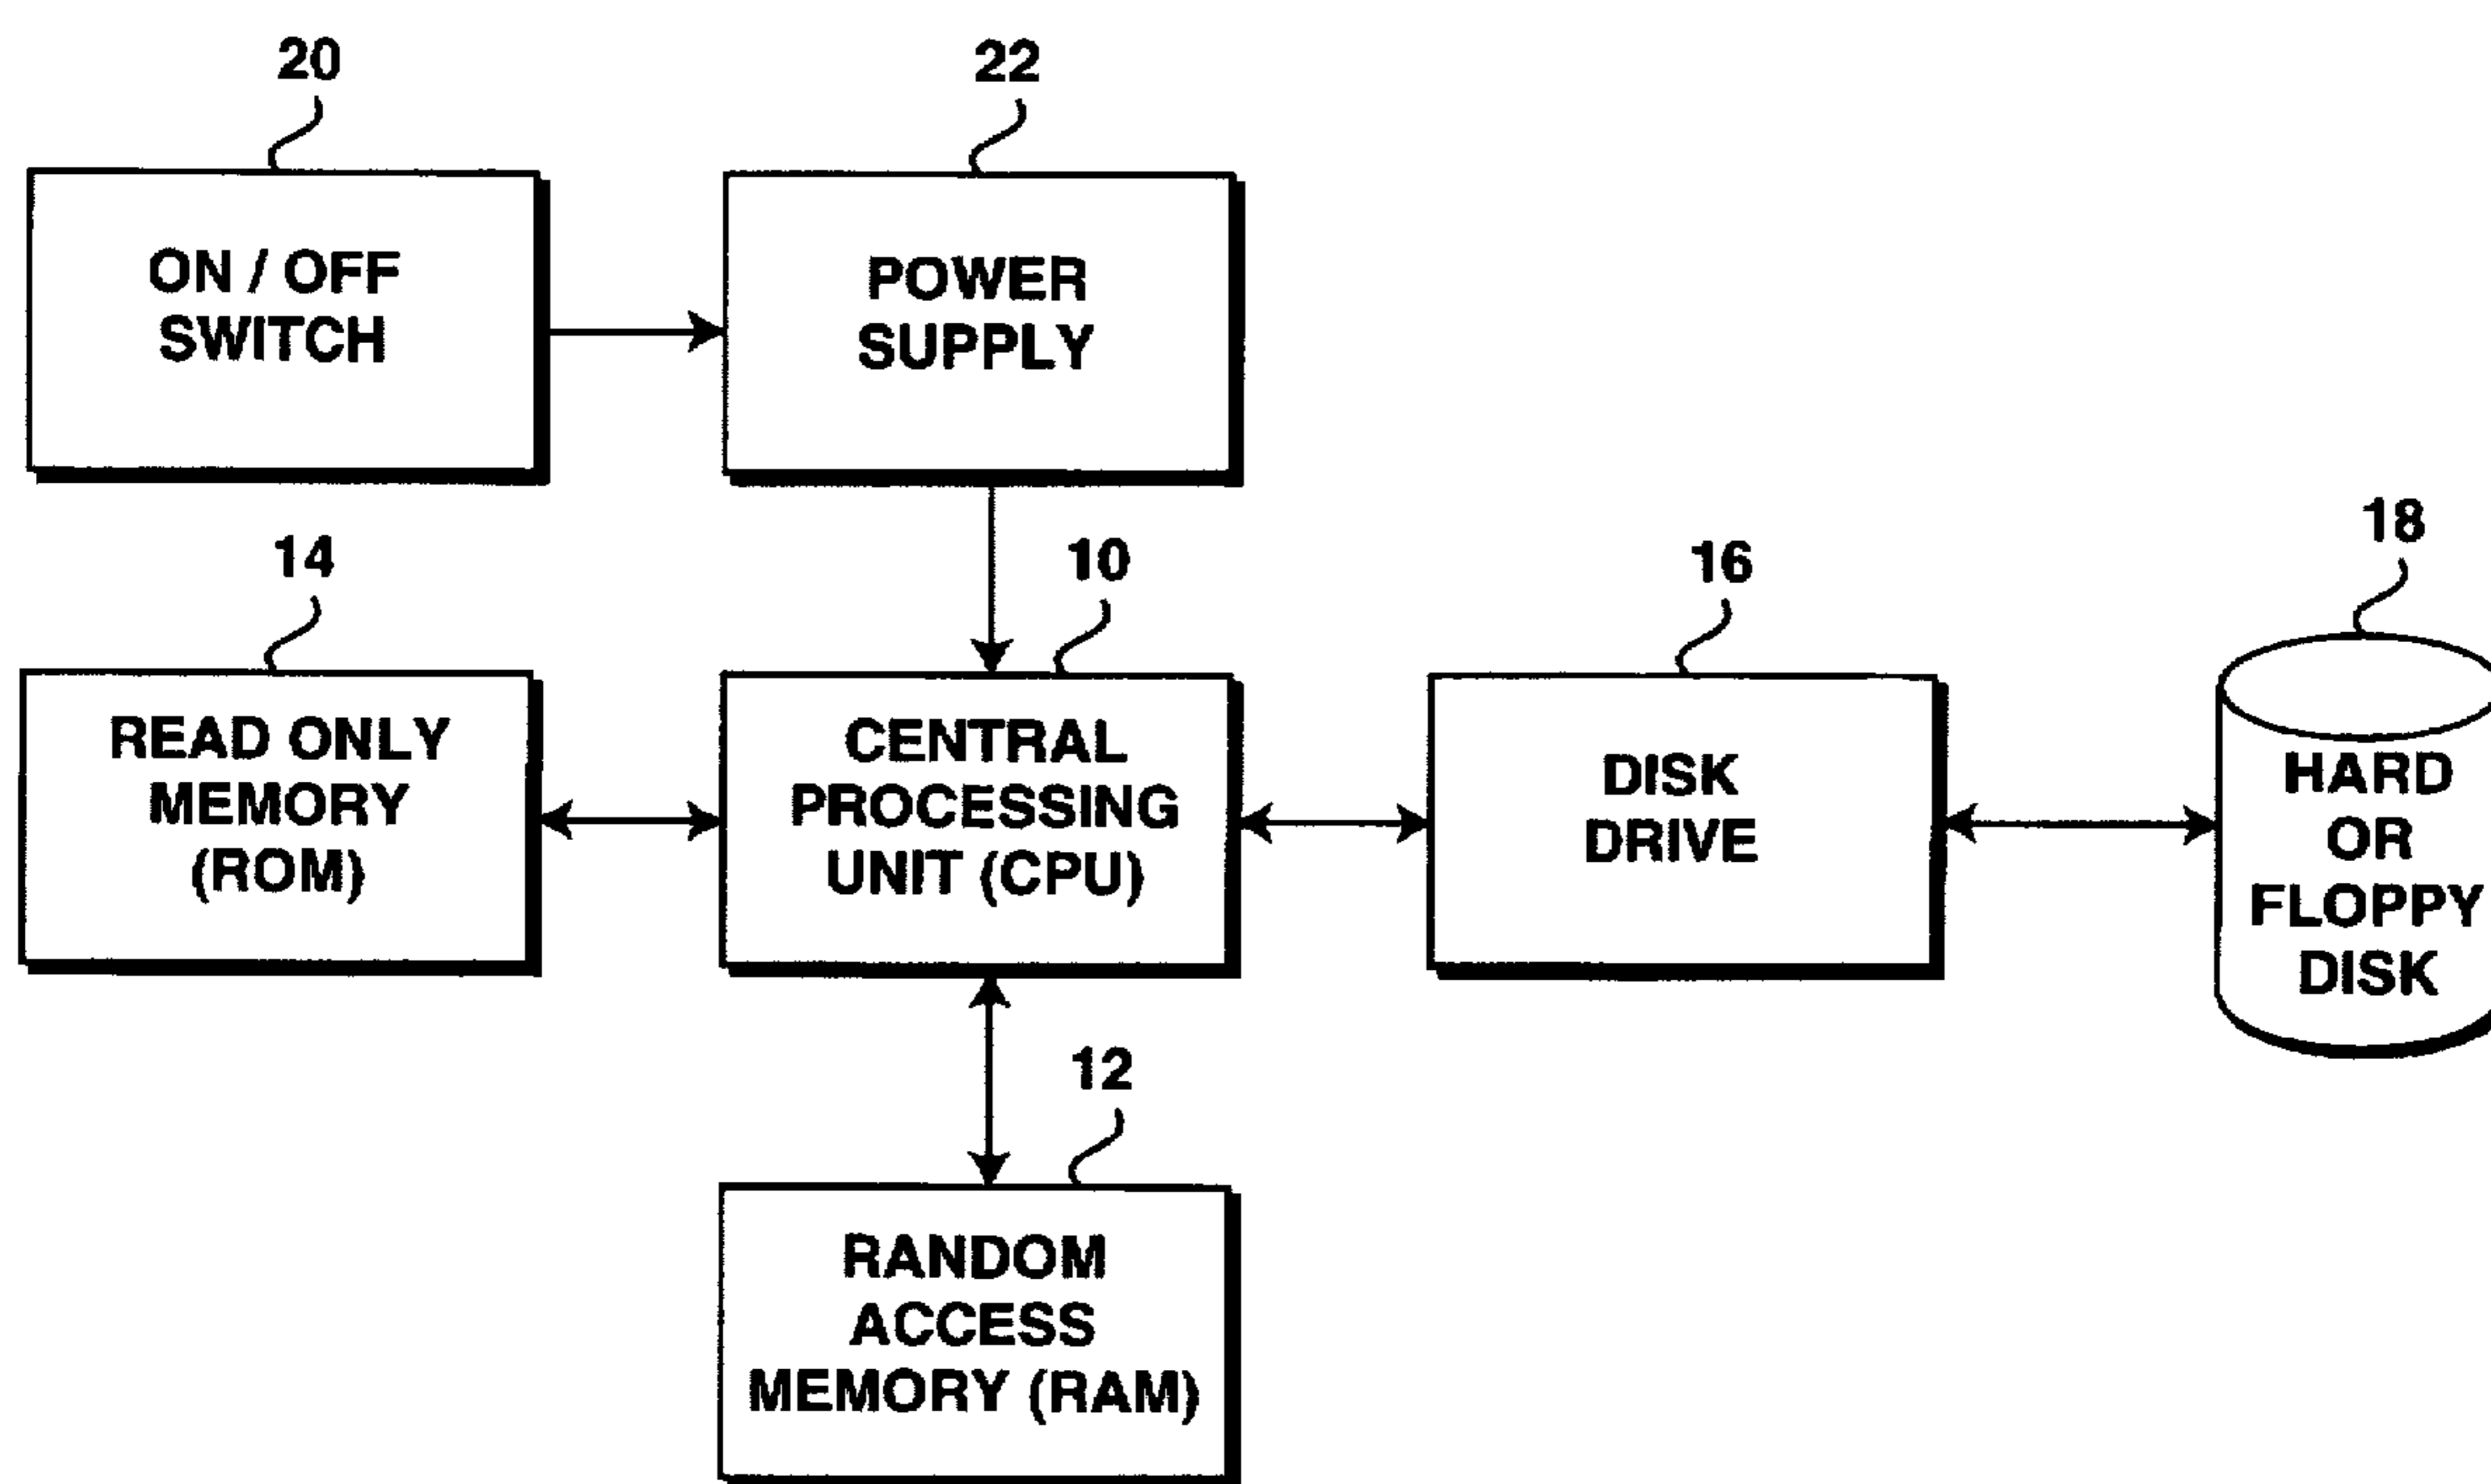 20
22
ON / OFF
SWITCH
POWER
SUPPLY
14
10
16
18
READ ONLY
MEMORY
(ROM)
CENTRAL
PROCESSING
UNIT (CPU)
DISK
DRIVE
HARD
OR
FLOPPY
DISK
12
RANDOM
ACCESS
MEMORY (RAM)